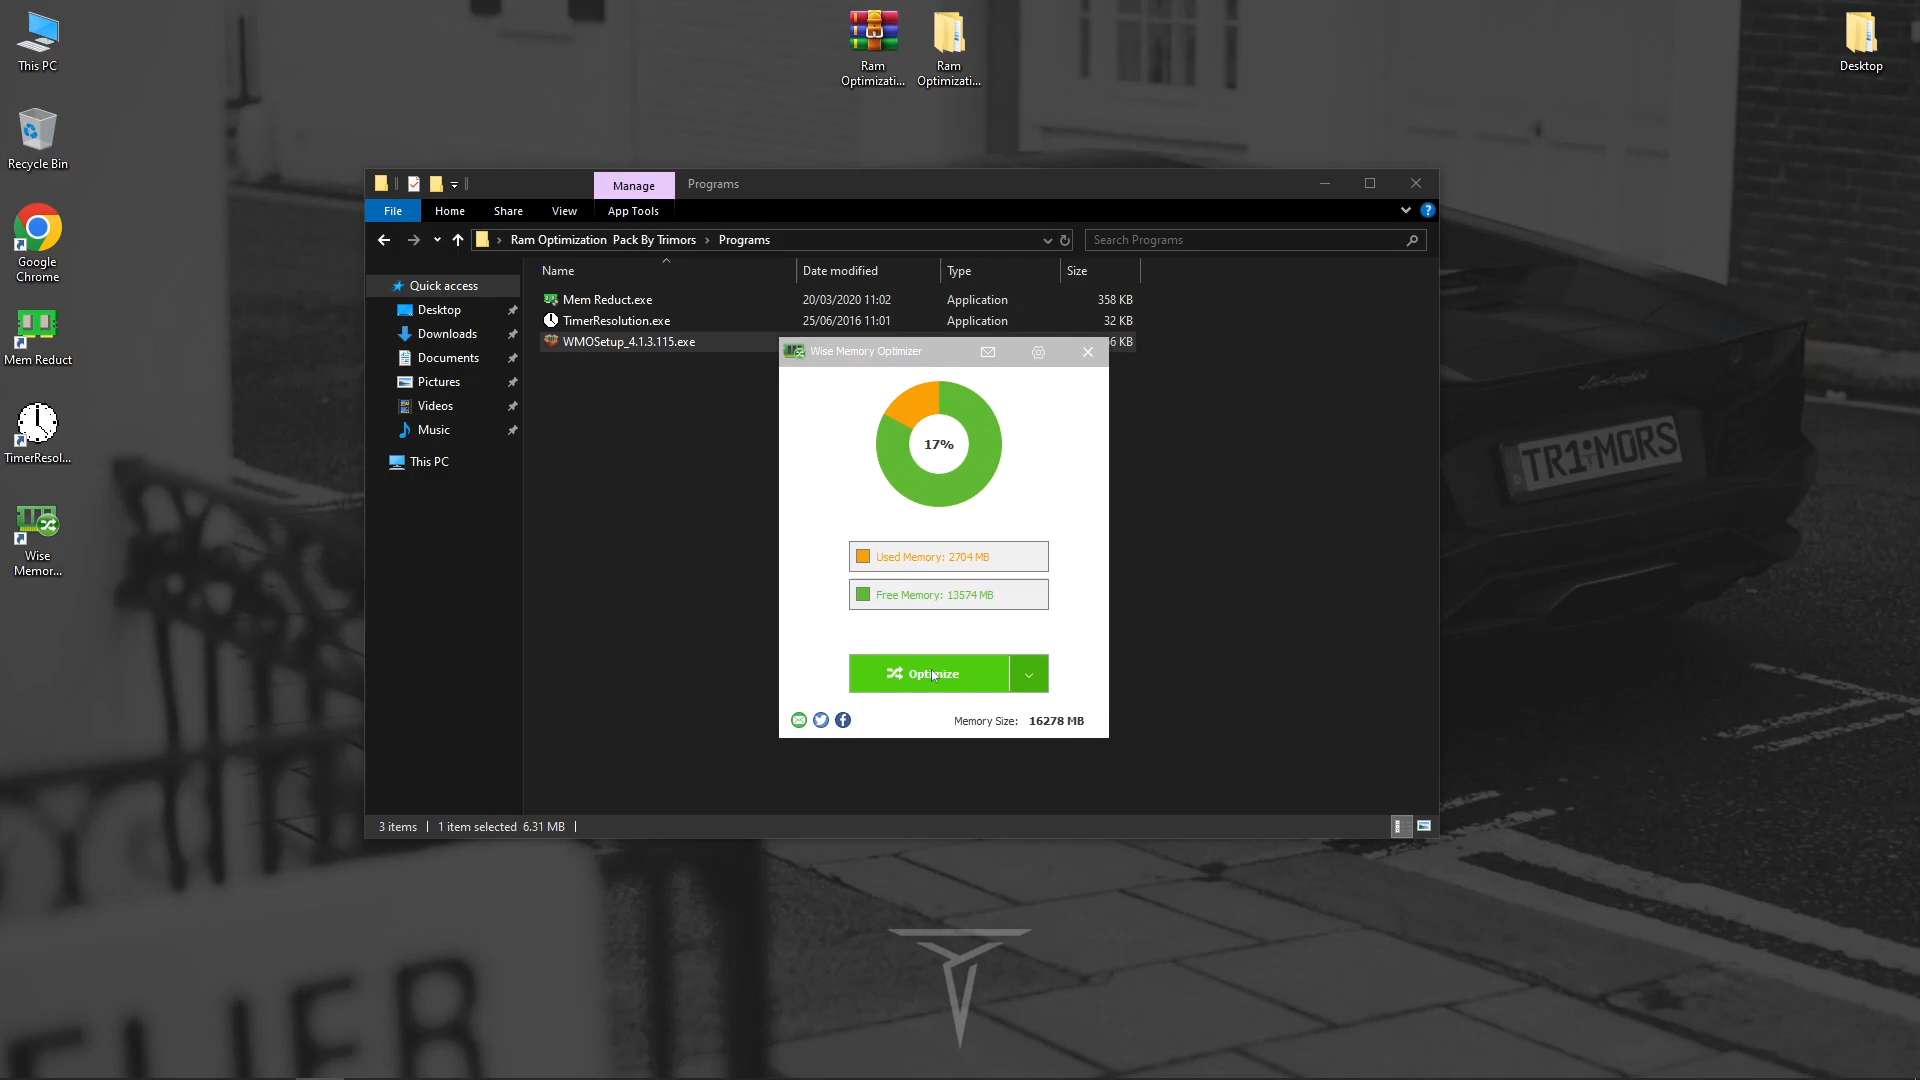 This PC
Recycle Bin
Google
Chrome
Mem Reduct
TimerResol...
Wise
Memor...
Ram
Optimizati...
Ram
Optimizati...
Desktop
Manage
Programs
File
Home
Share
View
App Tools
Ram Optimization Pack By Trimors > Programs
Search Programs
Name
Date modified
Type
Size
Mem Reduct.exe 20/03/2020 11:02 Application 358 KB
TimerResolution.exe 25/06/2016 11:01 Application 32 KB
WMOSetup_4.1.3.115.exe 6 KB
Quick access
Desktop
Downloads
Documents
Pictures
Videos
Music
This PC
Wise Memory Optimizer
17%
Used Memory: 2704 MB
Free Memory: 13574 MB
Optimize
Memory Size: 16278 MB
3 items
1 item selected 6.31 MB
Lamborghini
TR1 MORS